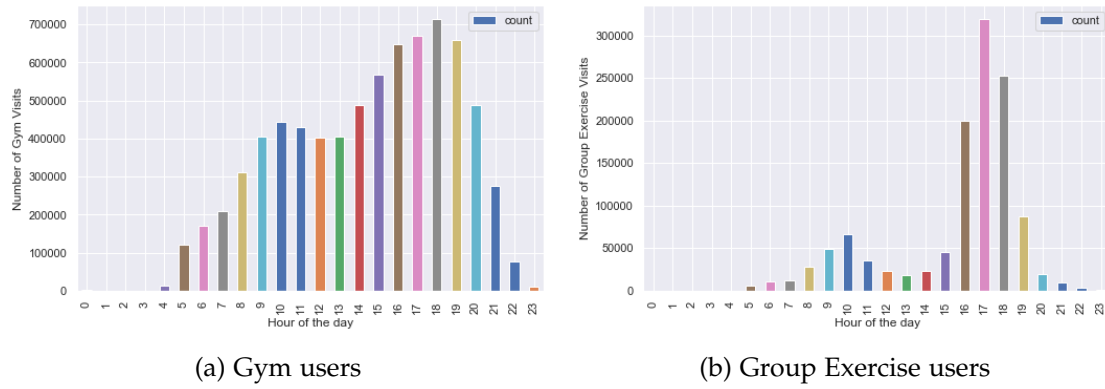 count
Number of Gym Visits
700000
600000
500000
400000
300000
200000
100000
0
0 1 2 3 4 5 6 7 8 9 10 11 12 13 14 15 16 17 18 19 20 21 22 23
Hour of the day
(a) Gym users
count
Number of Group Exercise Visits
300000
250000
200000
150000
100000
50000
0
0 1 2 3 4 5 6 7 8 9 10 11 12 13 14 15 16 17 18 19 20 21 22 23
Hour of the day
(b) Group Exercise users